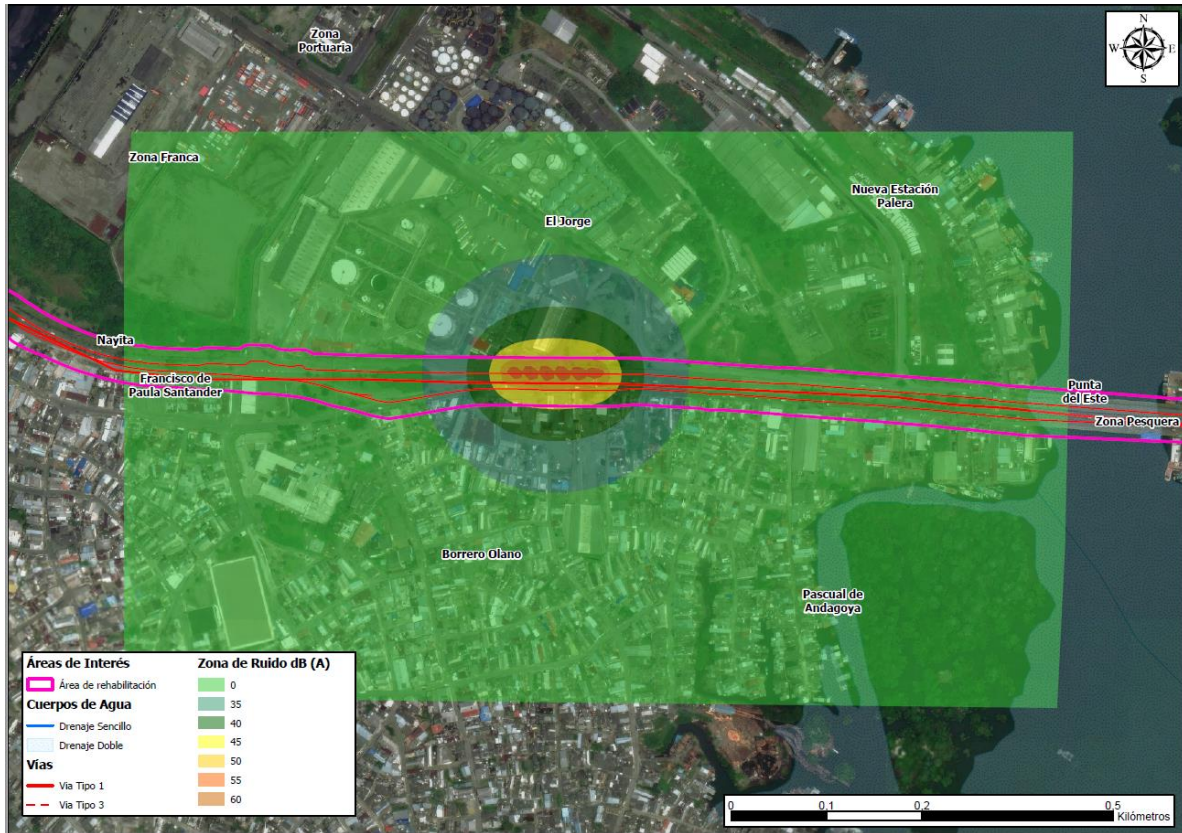 Zona
Portuaria
N
W
E
S
Zona Franca
Nueva Estación
Palera
El Jorge
Nayita
Francisco de
Paula Santander
Punta
del Este
Zona Pesquera
Borrero Olano
Pascual de
Andagoya
Áreas de Interés
Área de rehabilitación
Cuerpos de Agua
Drenaje Sencillo
Drenaje Doble
Vías
Via Tipo 1
Via Tipo 3
Zona de Ruido dB (A)
0
35
40
45
50
55
60
0 0,1 0,2 0,5
Kilómetros